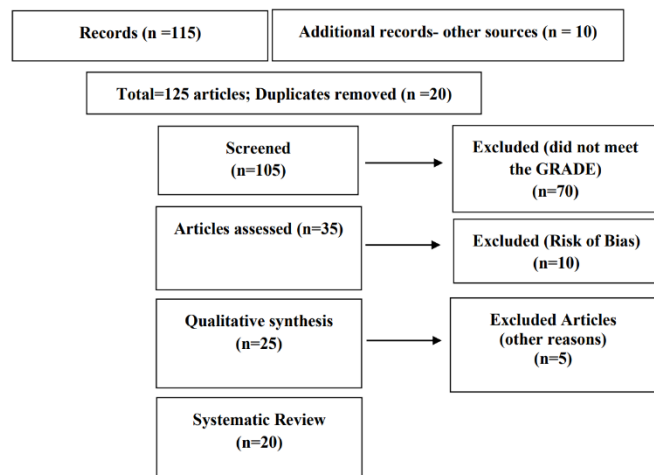 Records (n =115)
Additional records- other sources (n = 10)
Total=125 articles; Duplicates removed (n =20)
Screened
(n=105)
Excluded (did not meet
the GRADE)
(n=70)
Articles assessed (n=35)
Excluded (Risk of Bias)
(n=10)
Qualitative synthesis
(n=25)
Excluded Articles
(other reasons)
(n=5)
Systematic Review
(n=20)